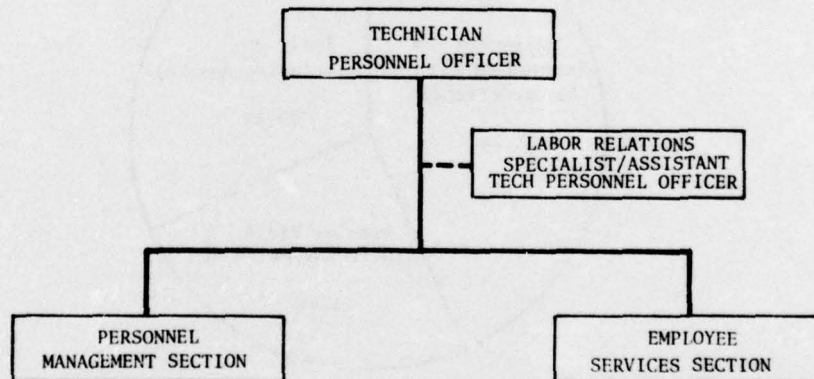 TECHNICIAN
PERSONNEL OFFICER
LABOR RELATIONS
SPECIALIST/ASSISTANT
TECH PERSONNEL OFFICER
PERSONNEL
MANAGEMENT SECTION
EMPLOYEE
SERVICES SECTION